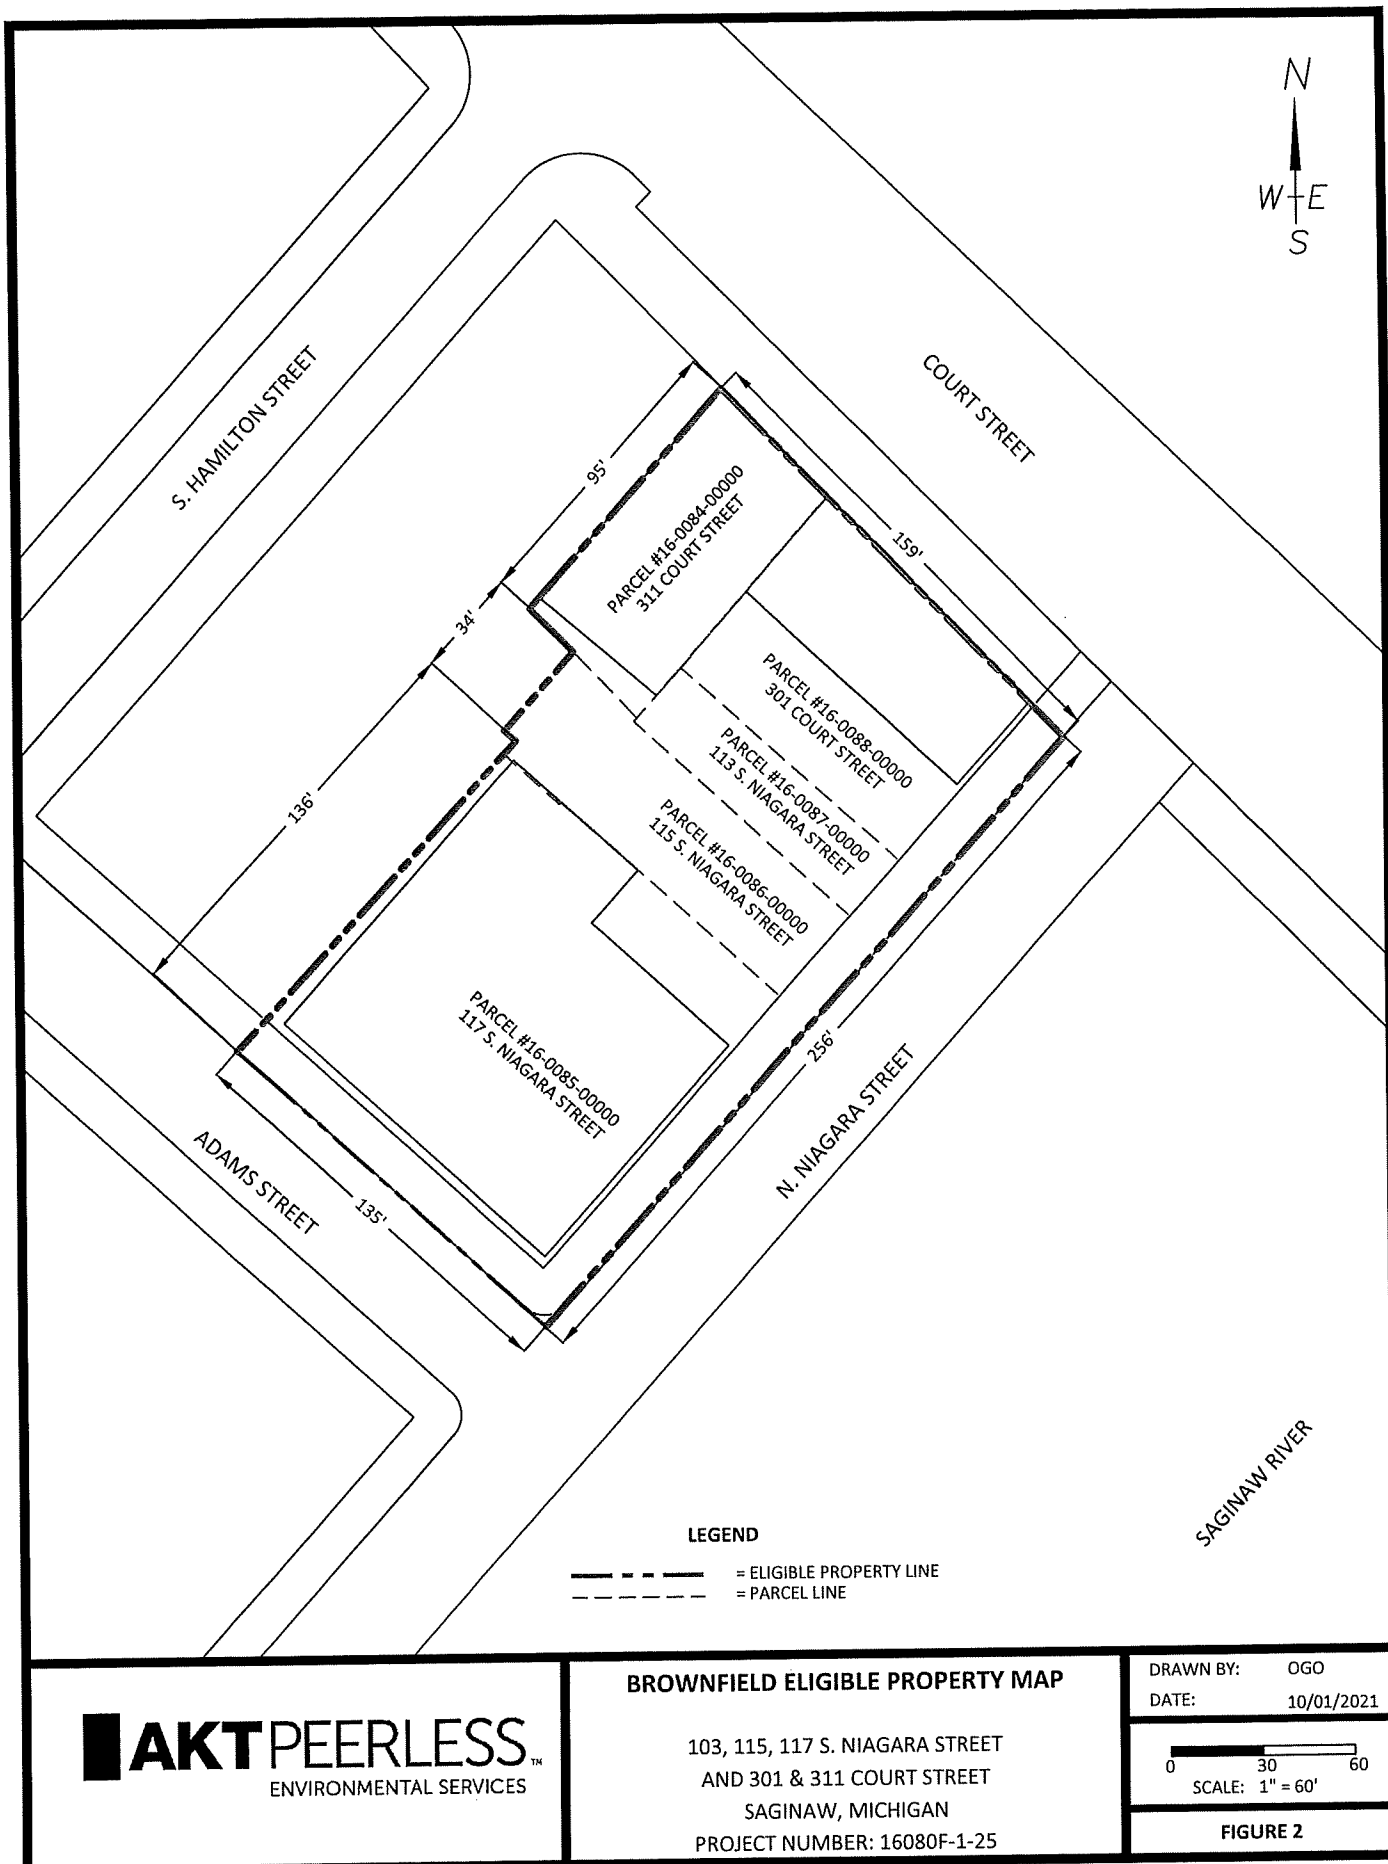 N
W E
S
S. HAMILTON STREET
COURT STREET
95'
PARCEL #16-0084-00000
311 COURT STREET
159'
34'
PARCEL #16-0088-00000
301 COURT STREET
PARCEL #16-0087-00000
113 S. NIAGARA STREET
136'
PARCEL #16-0086-00000
115 S. NIAGARA STREET
PARCEL #16-0085-00000
117 S. NIAGARA STREET
256'
N. NIAGARA STREET
ADAMS STREET
135'
SAGINAW RIVER
LEGEND
= ELIGIBLE PROPERTY LINE
= PARCEL LINE
AKTPEERLESS™
ENVIRONMENTAL SERVICES
BROWNFIELD ELIGIBLE PROPERTY MAP
103, 115, 117 S. NIAGARA STREET
AND 301 & 311 COURT STREET
SAGINAW, MICHIGAN
PROJECT NUMBER: 16080F-1-25
DRAWN BY: OGO
DATE: 10/01/2021
0 30 60
SCALE: 1" = 60'
FIGURE 2